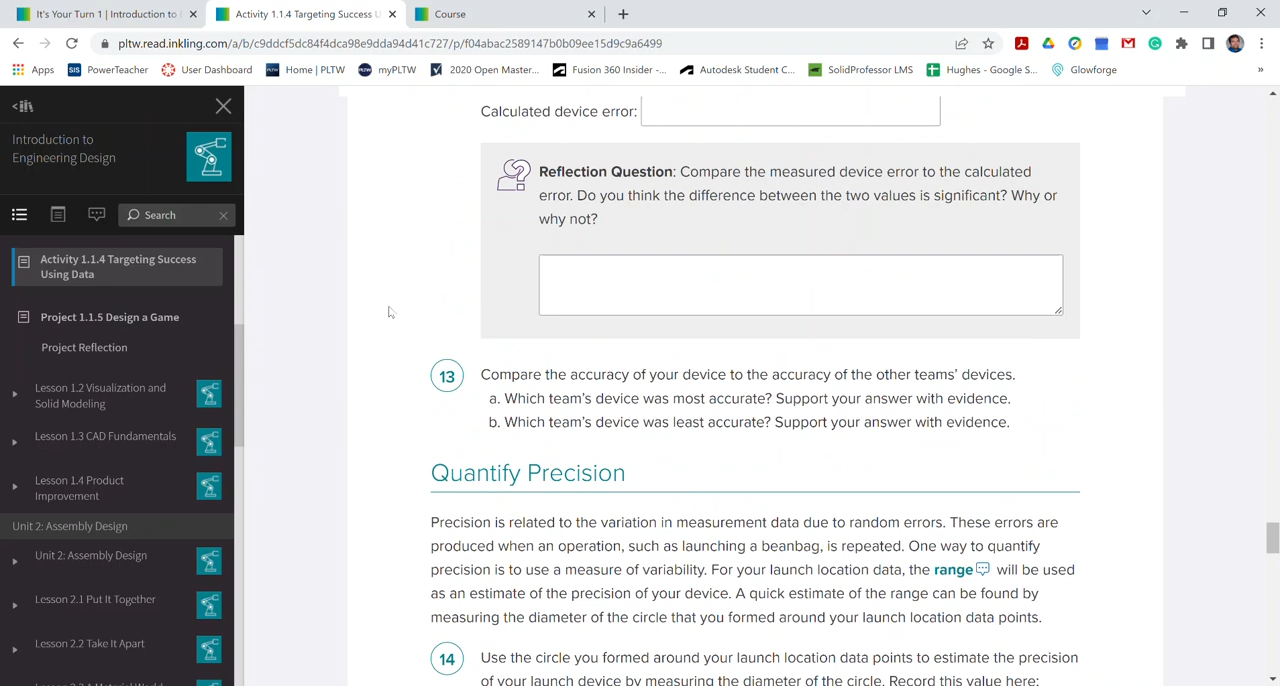 It's Your Turn 1 | Introduction to
Activity 1.1.4 Targeting Success U
Course
pltw.read.inkling.com/a/b/c9ddcf5dc84f4dca93e9dda94d41c727/p/f04abac2589147b0b09ee15d9c9a6499
Apps
SIS
PowerTeacher
User Dashboard
Home | PLTW
myPLTW
2020 Open Master...
Fusion 360 Insider -...
Autodesk Student C...
SolidProfessor LMS
Hughes - Google S...
Glowforge
»
Introduction to
Engineering Design
Search
Activity 1.1.4 Targeting Success
Using Data
Project 1.1.5 Design a Game
Project Reflection
Lesson 1.2 Visualization and
Solid Modeling
Lesson 1.3 CAD Fundamentals
Lesson 1.4 Product
Improvement
Unit 2: Assembly Design
Unit 2: Assembly Design
Lesson 2.1 Put It Together
Lesson 2.2 Take It Apart
Calculated device error:
Reflection Question: Compare the measured device error to the calculated
error. Do you think the difference between the two values is significant? Why or
why not?
13
Compare the accuracy of your device to the accuracy of the other teams' devices.
a. Which team's device was most accurate? Support your answer with evidence.
b. Which team's device was least accurate? Support your answer with evidence.
Quantify Precision
Precision is related to the variation in measurement data due to random errors. These errors are
produced when an operation, such as launching a beanbag, is repeated. One way to quantify
precision is to use a measure of variability. For your launch location data, the range will be used
as an estimate of the precision of your device. A quick estimate of the range can be found by
measuring the diameter of the circle that you formed around your launch location data points.
14
Use the circle you formed around your launch location data points to estimate the precision
of your launch device by measuring the diameter of the circle. Record this value here: